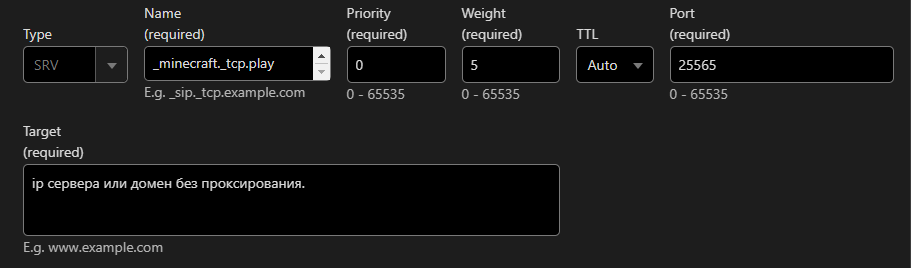 Type
Name
(required)
Priority
(required)
Weight
(required)
TTL
Port
(required)
SRV
_minecraft._tcp.play
0
5
Auto
25565
E.g. _sip._tcp.example.com
0 - 65535
0 - 65535
0 - 65535
Target
(required)
ip сервера или домен без проксирования.
E.g. www.example.com